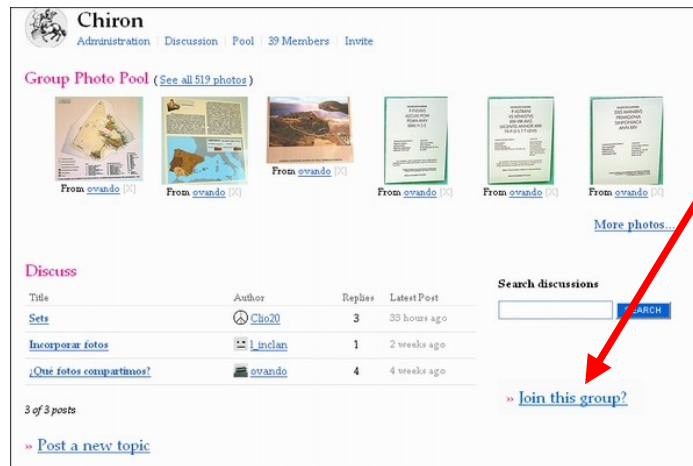 Chiron
Administration | Discussion | Pool | 39 Members | Invite
Group Photo Pool (See all 519 photos)
From ovando [X]
From ovando [X]
From ovando [X]
From ovando [X]
From ovando [X]
From ovando [X]
More photos...
Discuss
Title Author Replies Latest Post
Sets Clio20 3 33 hours ago
Incorporar fotos l_inclan 1 2 weeks ago
¿Qué fotos compartimos? ovando 4 4 weeks ago
3 of 3 posts
» Post a new topic
Search discussions
SEARCH
» Join this group?